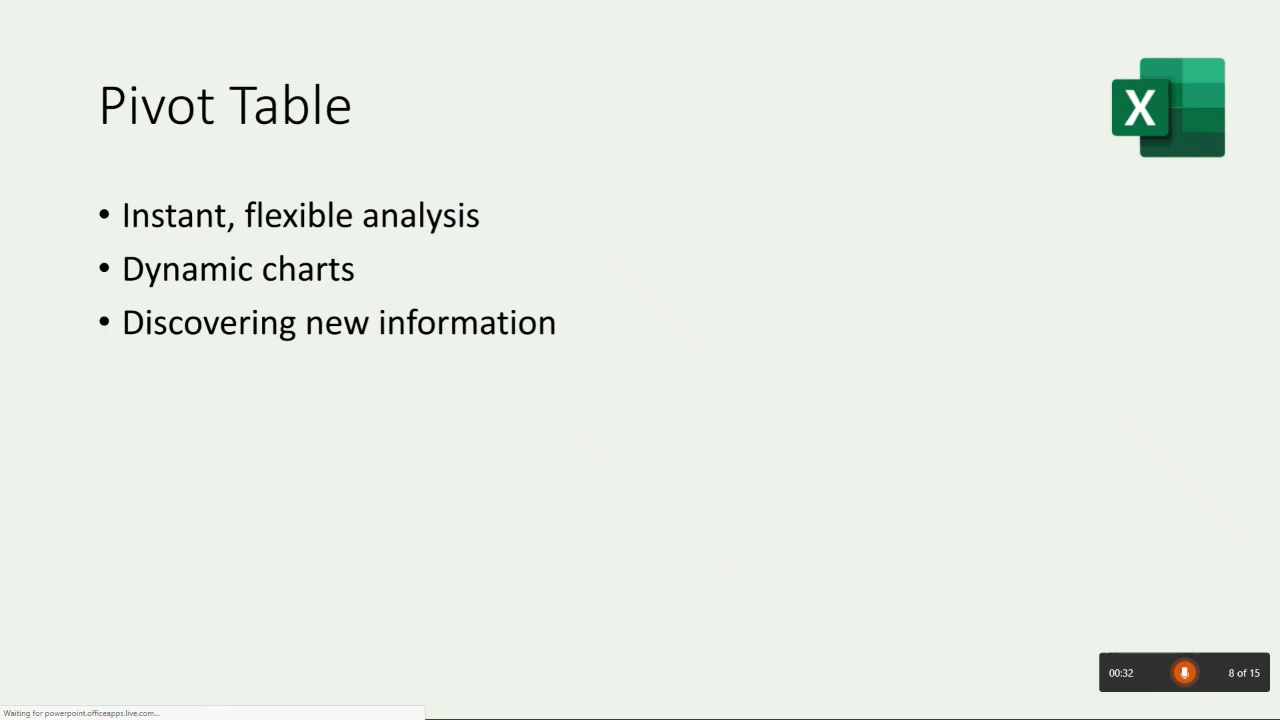 Pivot Table
X
• Instant, flexible analysis
• Dynamic charts
• Discovering new information
00:32
8 of 15
Waiting for powerpoint.officeapps.live.com...